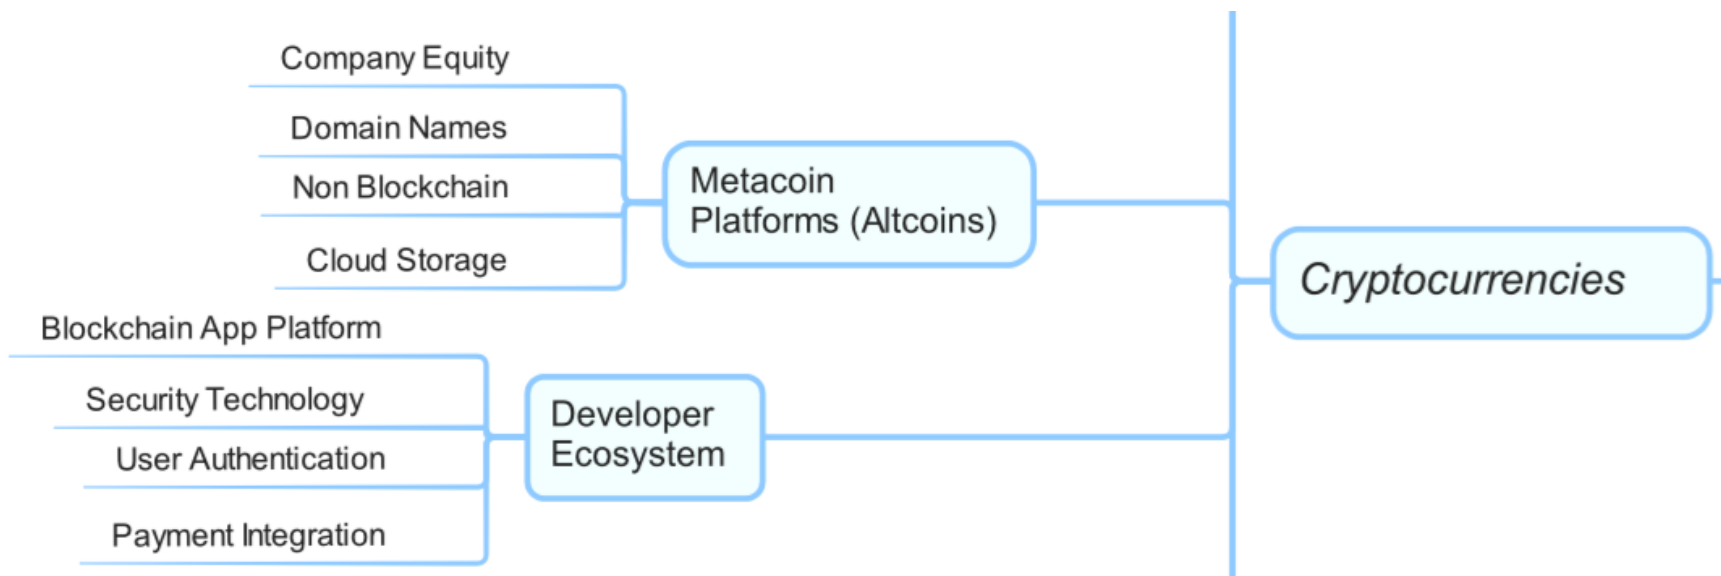 Company Equity
Domain Names
Non Blockchain
Cloud Storage
Metacoin
Platforms (Altcoins)
Blockchain App Platform
Security Technology
User Authentication
Payment Integration
Developer
Ecosystem
Cryptocurrencies